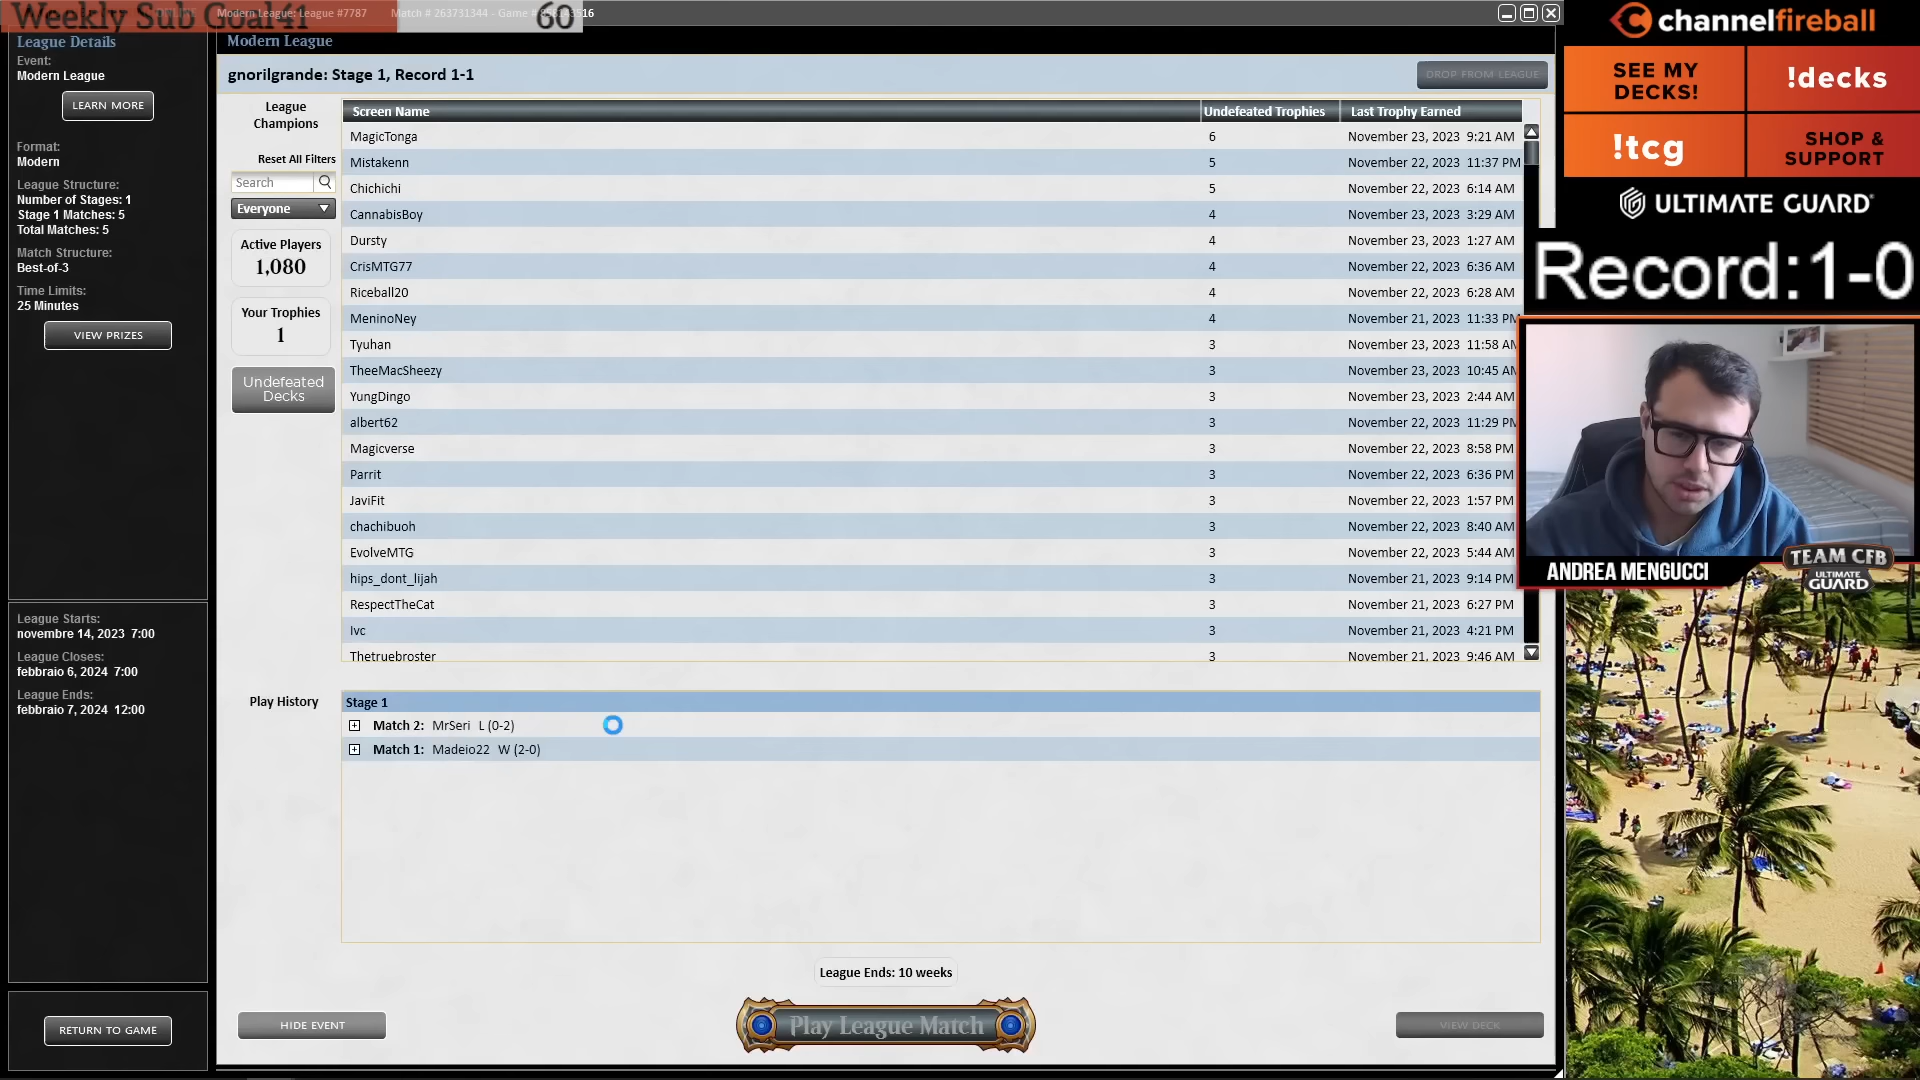 Weekly Sub Goal 41
60
Modern League: League #7787
Match # 263731344 - Game #
League Details
Event:
Modern League
LEARN MORE
Format:
Modern
League Structure:
Number of Stages: 1
Stage 1 Matches: 5
Total Matches: 5
Match Structure:
Best-of-3
Time Limits:
25 Minutes
VIEW PRIZES
League Starts:
novembre 14, 2023 7:00
League Closes:
febbraio 6, 2024 7:00
League Ends:
febbraio 7, 2024 12:00
RETURN TO GAME
Modern League
gnorilgrande: Stage 1, Record 1-1
DROP FROM LEAGUE
League
Champions
Reset All Filters
Search
Everyone
Active Players
1,080
Your Trophies
1
Undefeated
Decks
Screen Name Undefeated Trophies Last Trophy Earned
MagicTonga 6 November 23, 2023 9:21 AM
Mistakenn 5 November 22, 2023 11:37 PM
Chichichi 5 November 22, 2023 6:14 AM
CannabisBoy 4 November 23, 2023 3:29 AM
Dursty 4 November 23, 2023 1:27 AM
CrisMTG77 4 November 22, 2023 6:36 AM
Riceball20 4 November 22, 2023 6:28 AM
MeninoNey 4 November 21, 2023 11:33 PM
Tyuhan 3 November 23, 2023 11:58 AM
TheeMacSheezy 3 November 23, 2023 10:45 AM
YungDingo 3 November 23, 2023 2:44 AM
albert62 3 November 22, 2023 11:29 PM
Magicverse 3 November 22, 2023 8:58 PM
Parrit 3 November 22, 2023 6:36 PM
JaviFit 3 November 22, 2023 1:57 PM
chachibuoh 3 November 22, 2023 8:40 AM
EvolveMTG 3 November 22, 2023 5:44 AM
hips_dont_lijah 3 November 21, 2023 9:14 PM
RespectTheCat 3 November 21, 2023 6:27 PM
lvc 3 November 21, 2023 4:21 PM
Thetruebroster 3 November 21, 2023 9:46 AM
Play History
Stage 1
Match 2: MrSeri L (0-2)
Match 1: Madeio22 W (2-0)
League Ends: 10 weeks
HIDE EVENT
Play League Match
VIEW DECK
channelfireball
SEE MY
DECKS!
!decks
!tcg
SHOP &
SUPPORT
ULTIMATE GUARD
Record:1-0
ANDREA MENGUCCI
TEAM CFB
ULTIMATE
GUARD